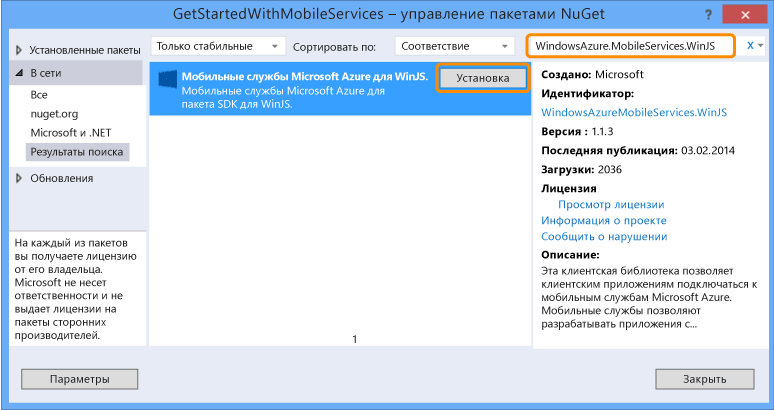 GetStartedWithMobileServices – управление пакетами NuGet
?
X
Установленные пакеты
В сети
Все
nuget.org
Microsoft и .NET
Результаты поиска
Обновления
На каждый из пакетов
вы получаете лицензию
от его владельца.
Microsoft не несет
ответственности и не
выдает лицензии на
пакеты сторонних
производителей.
Параметры
Только стабильные
Сортировать по:
Соответствие
Мобильные службы Microsoft Azure для WinJS.
Мобильные службы Microsoft Azure для
пакета SDK для WinJS.
Установка
1
WindowsAzure.MobileServices.WinJS
X
Создано: Microsoft
Идентификатор:
WindowsAzureMobileServices.WinJS
Версия : 1.1.3
Последняя публикация: 03.02.2014
Загрузки: 2036
Лицензия
Просмотр лицензии
Информация о проекте
Сообщить о нарушении
Описание:
Эта клиентская библиотека позволяет
клиентским приложениям подключаться к
мобильным службам Microsoft Azure.
Мобильные службы позволяют
разрабатывать приложения с...
Закрыть